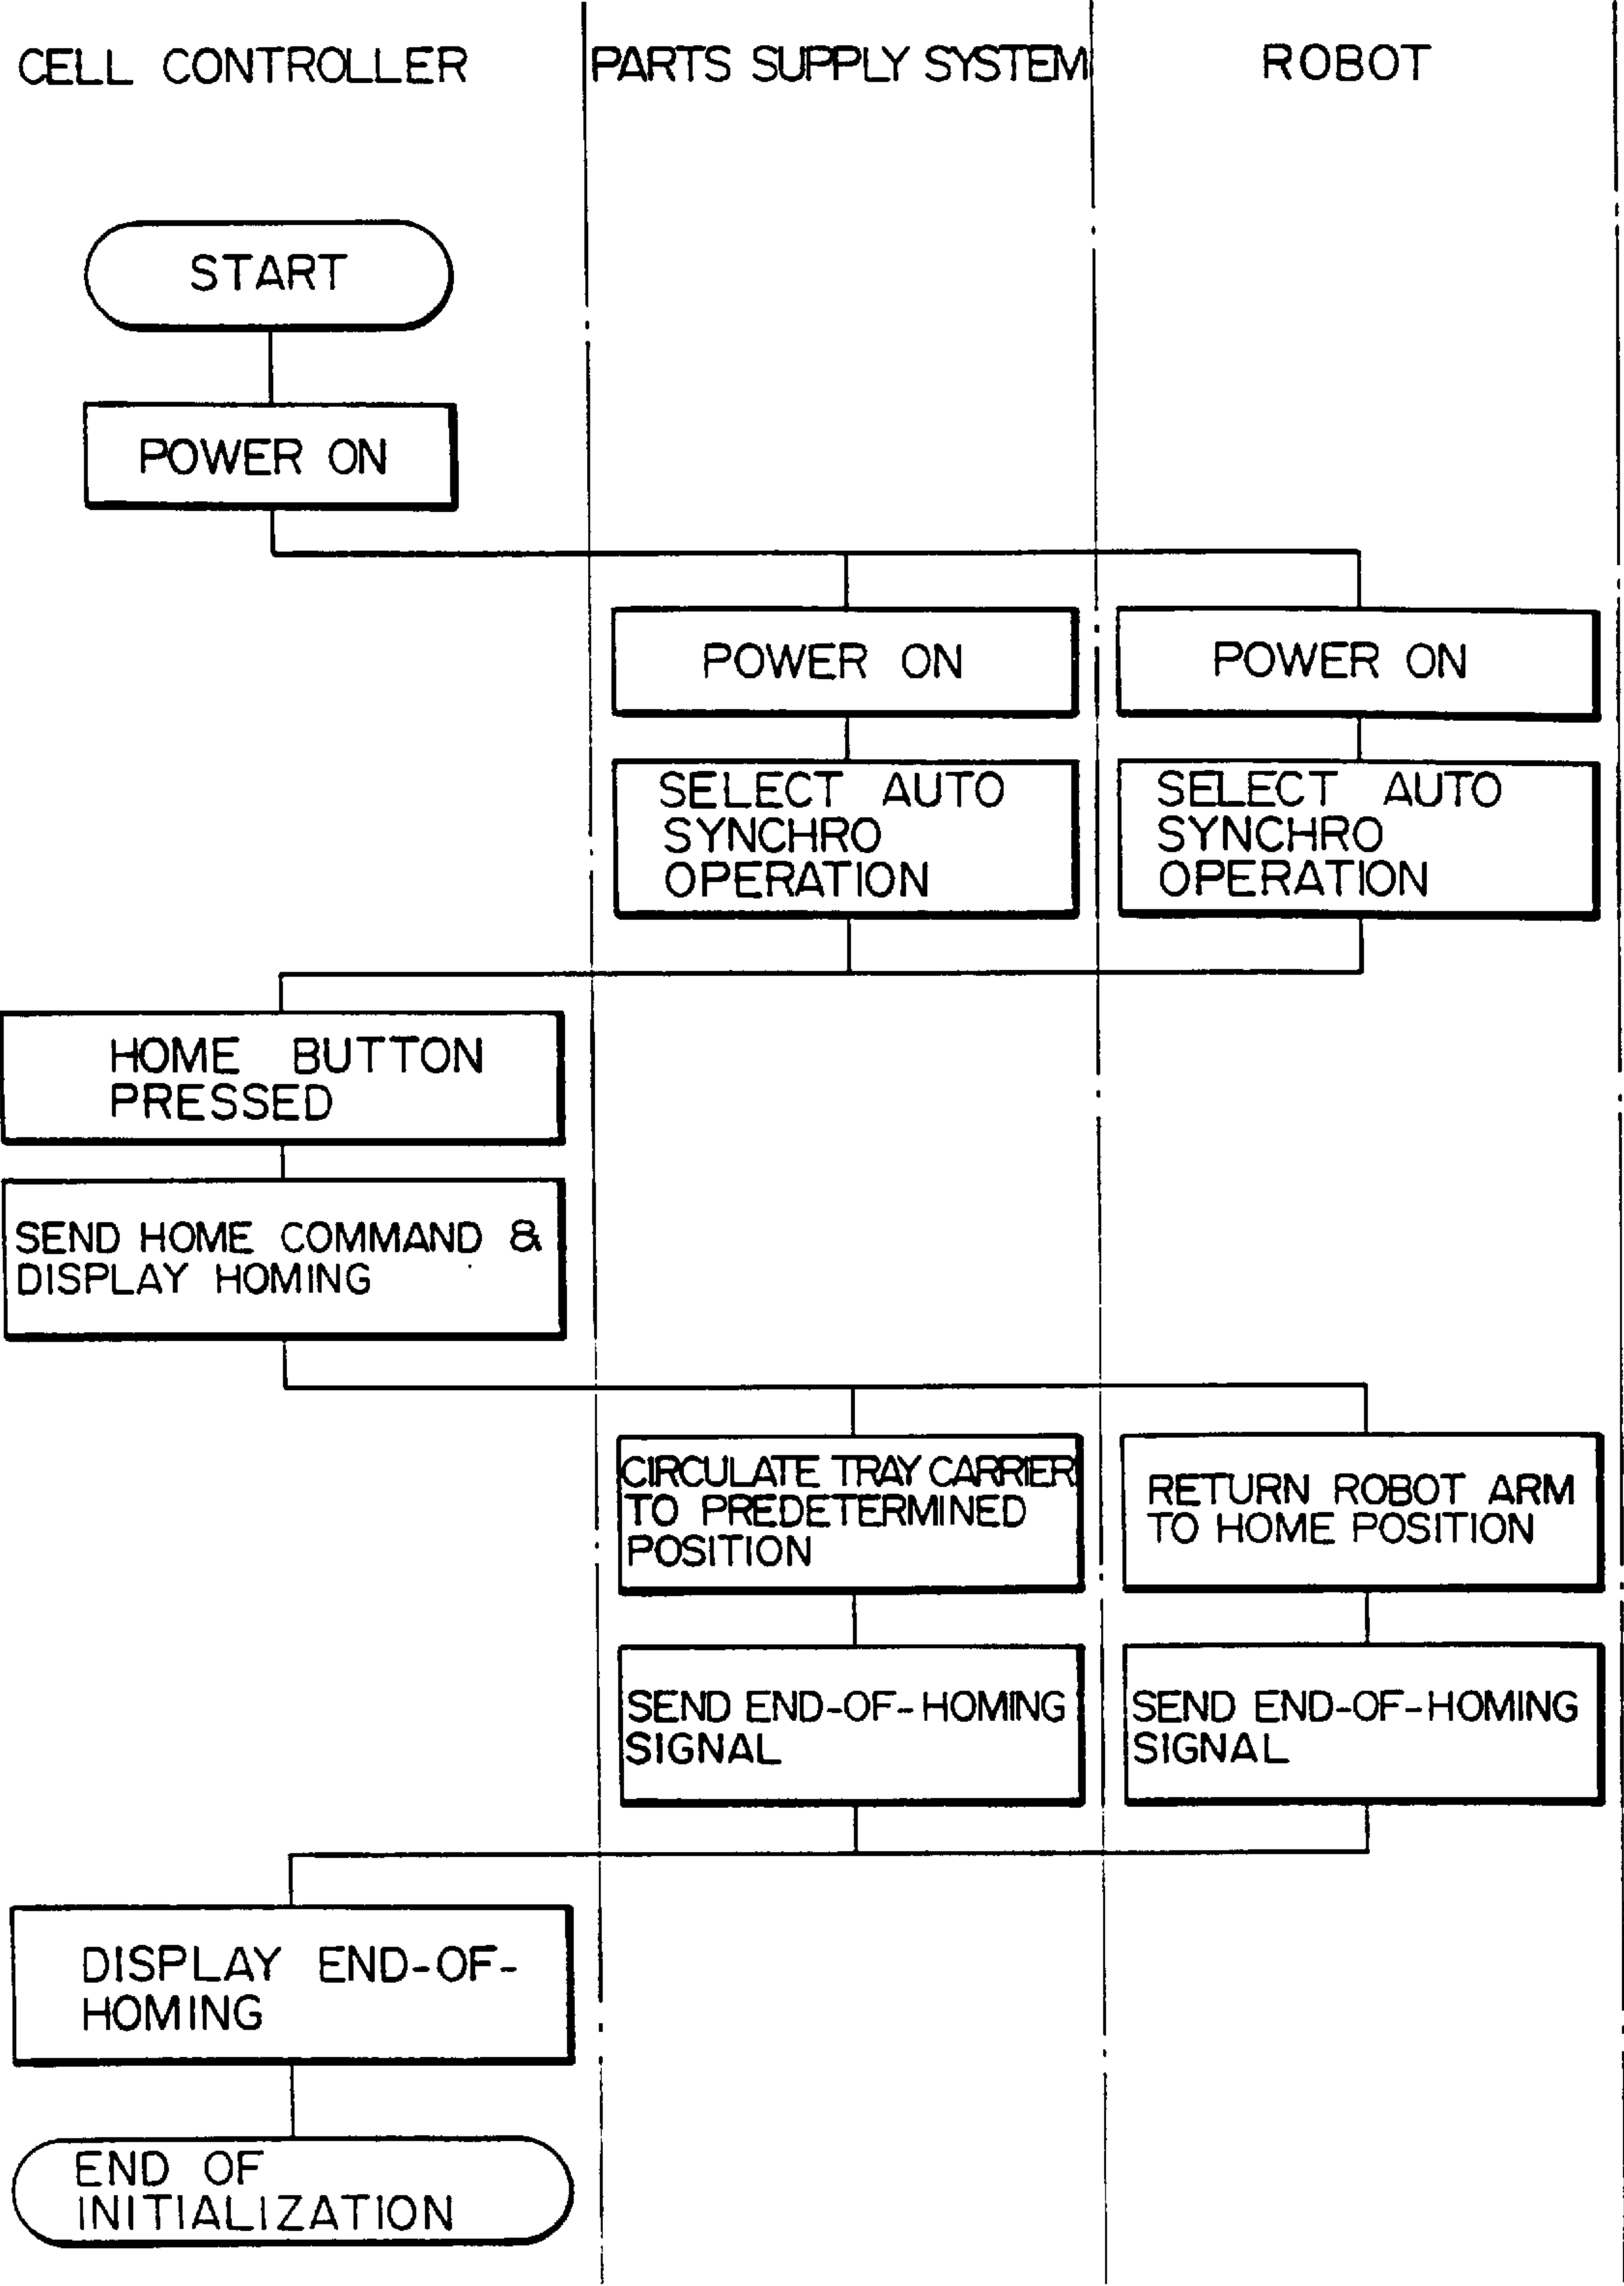 CELL CONTROLLER
PARTS SUPPLY SYSTEM
ROBOT
START
POWER ON
POWER ON
POWER ON
SELECT AUTO
SYNCHRO
OPERATION
SELECT AUTO
SYNCHRO
OPERATION
HOME BUTTON
PRESSED
SEND HOME COMMAND &
DISPLAY HOMING
CIRCULATE TRAY CARRIER
TO PREDETERMINED
POSITION
RETURN ROBOT ARM
TO HOME POSITION
SEND END-OF-HOMING
SIGNAL
SEND END-OF-HOMING
SIGNAL
DISPLAY END-OF-
HOMING
END OF
INITIALIZATION